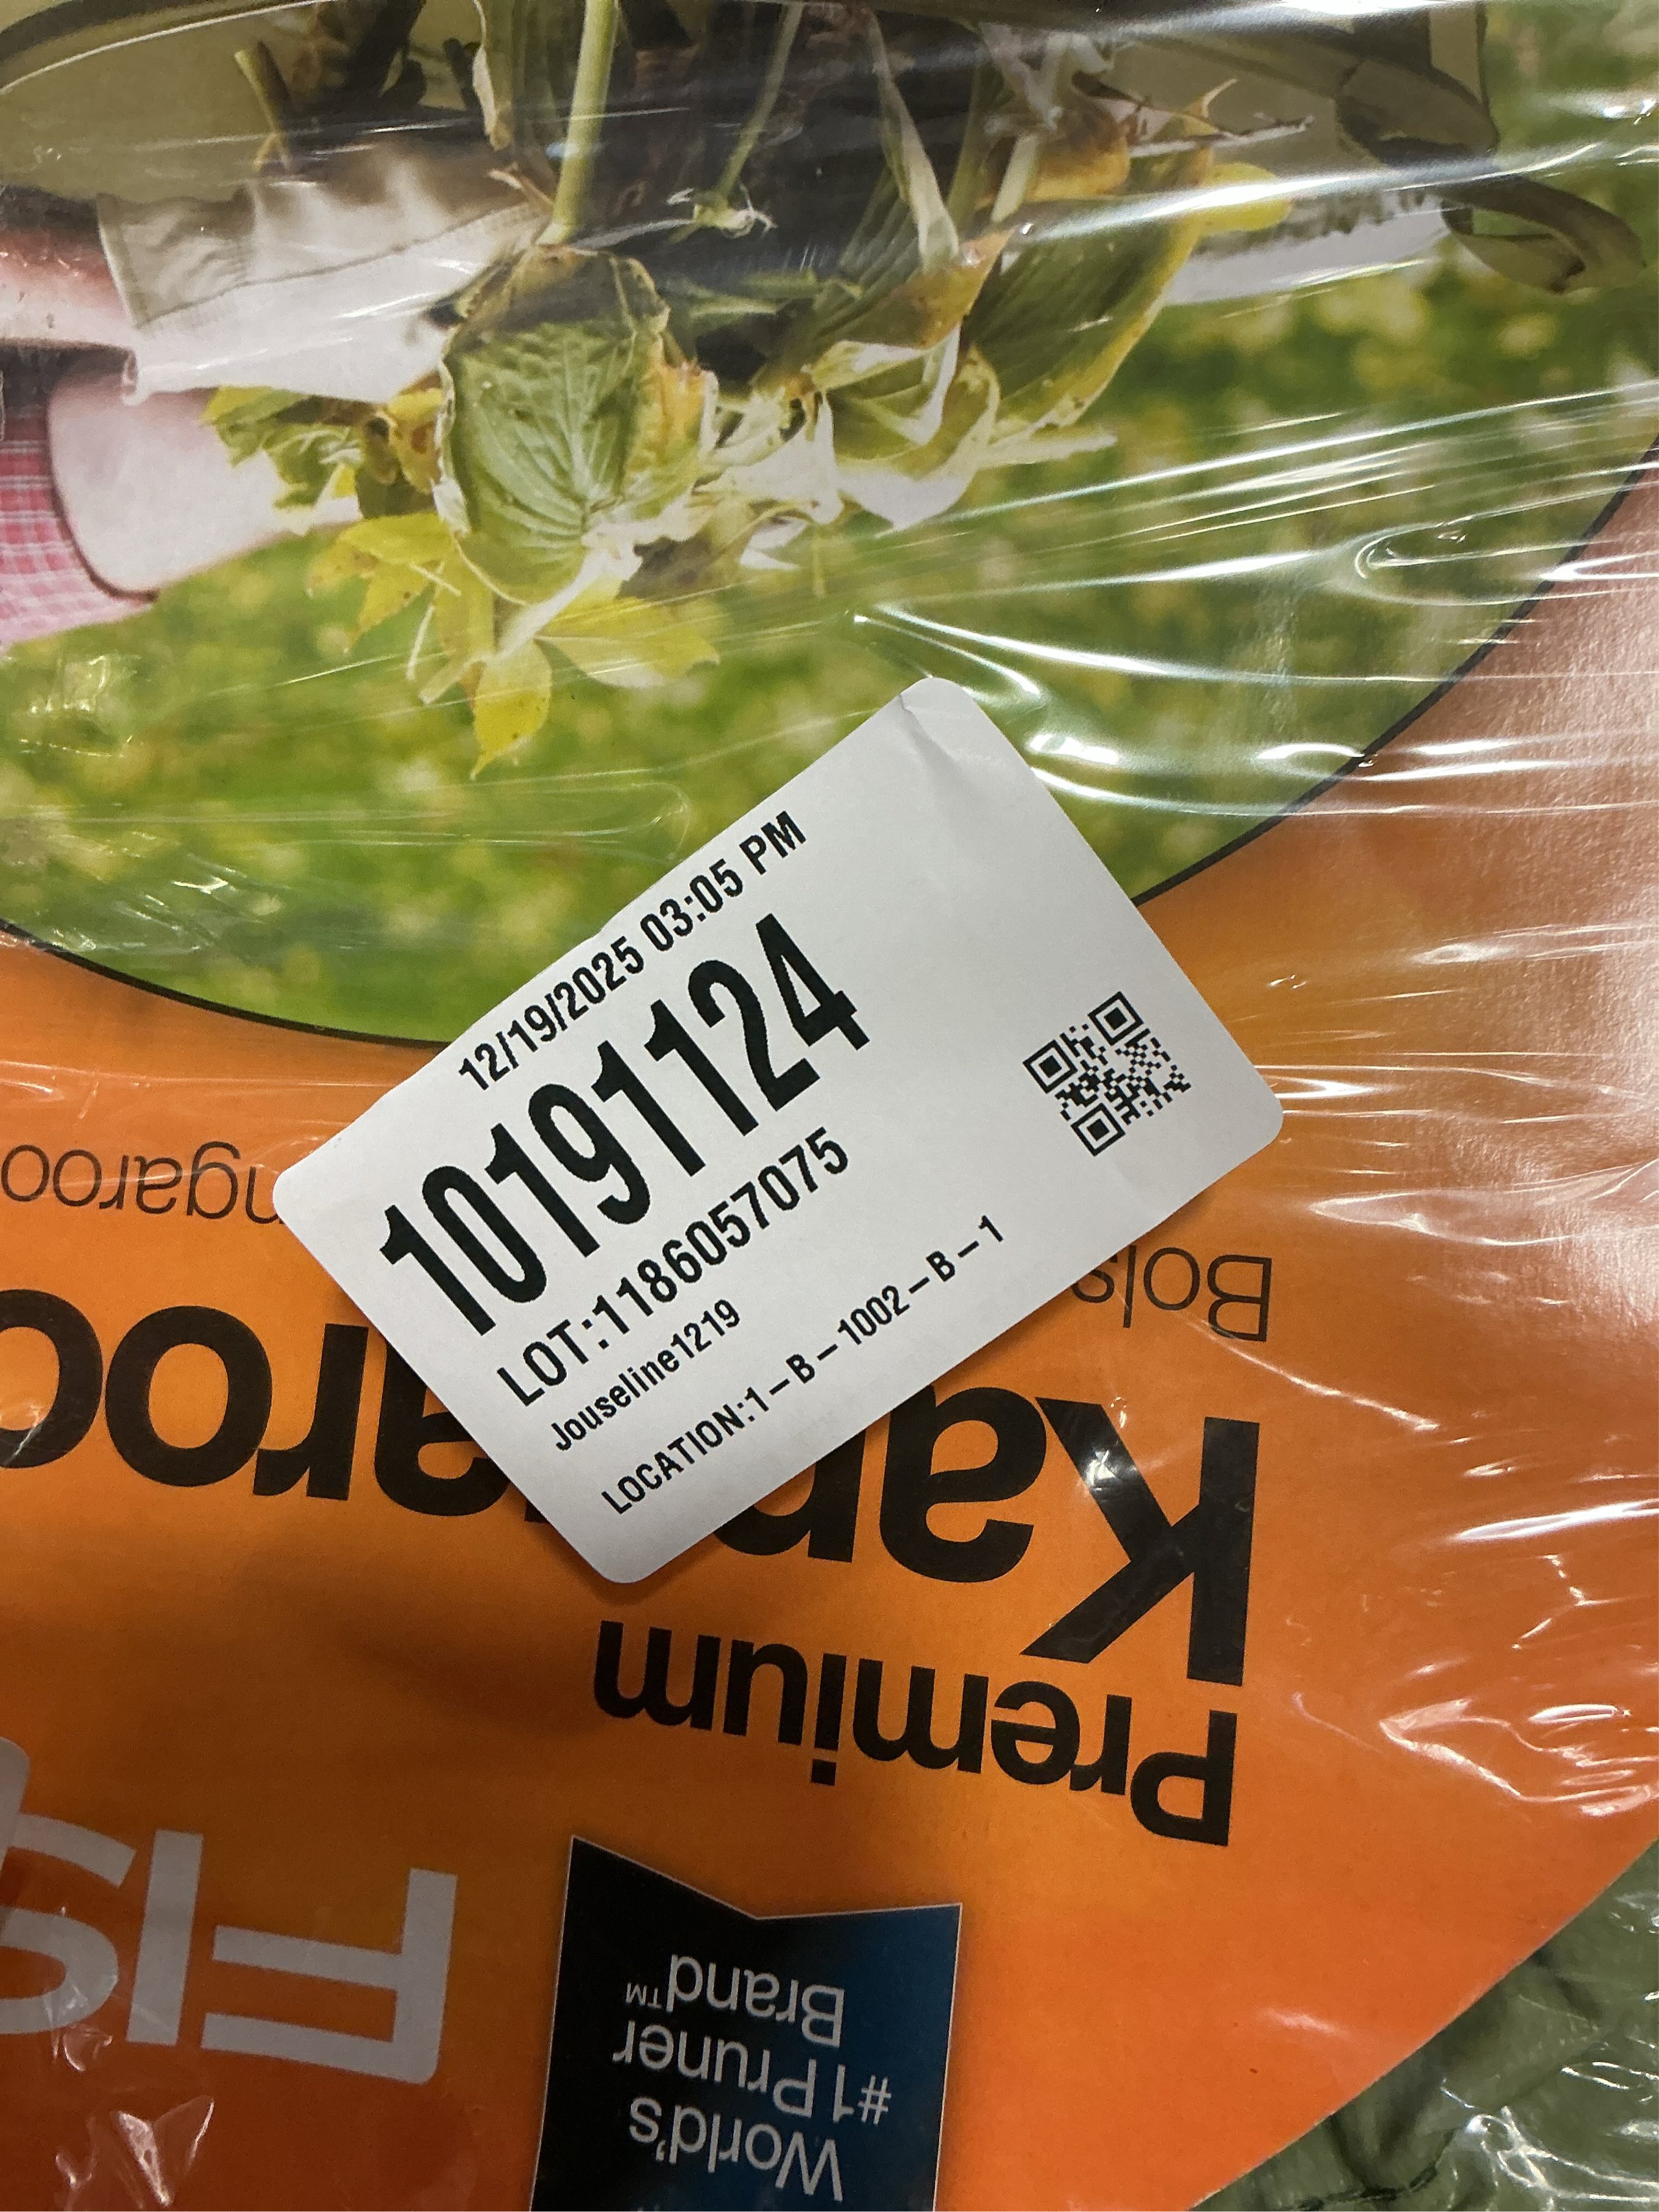 12/19/2025 03:05 PM
10191124
LOT:1186057075
Jouseline1219
LOCATION:1-B-1002-B-1
World's
#1 Pruner
Brand™
Premium